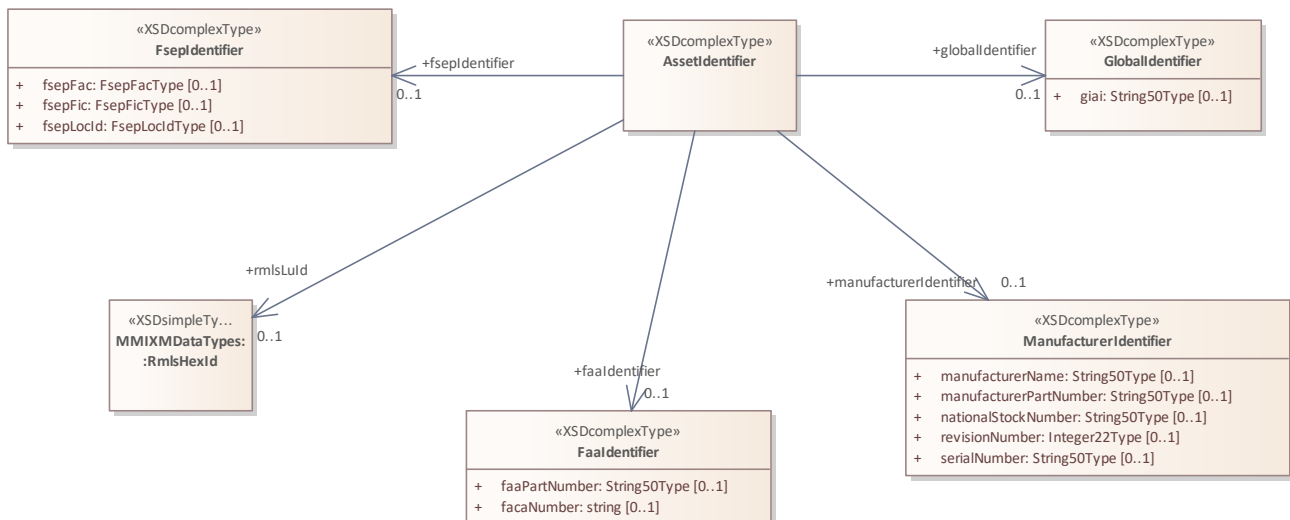 «XSDcomplexType»
FsepIdentifier
+ fsepFac: FsepFacType [0..1]
+ fsepFic: FsepFicType [0..1]
+ fsepLocId: FsepLocIdType [0..1]
+fsepIdentifier
0..1
«XSDcomplexType»
AssetIdentifier
+globalIdentifier
0..1
«XSDcomplexType»
GlobalIdentifier
+ giai: String50Type [0..1]
+rmlsLuId
0..1
«XSDsimpleTy...
MMIXMDataTypes:
:RmlsHexId
+faaIdentifier
0..1
«XSDcomplexType»
FaaIdentifier
+ faaPartNumber: String50Type [0..1]
+ facaNumber: string [0..1]
+manufacturerIdentifier
0..1
«XSDcomplexType»
ManufacturerIdentifier
+ manufacturerName: String50Type [0..1]
+ manufacturerPartNumber: String50Type [0..1]
+ nationalStockNumber: String50Type [0..1]
+ revisionNumber: Integer22Type [0..1]
+ serialNumber: String50Type [0..1]